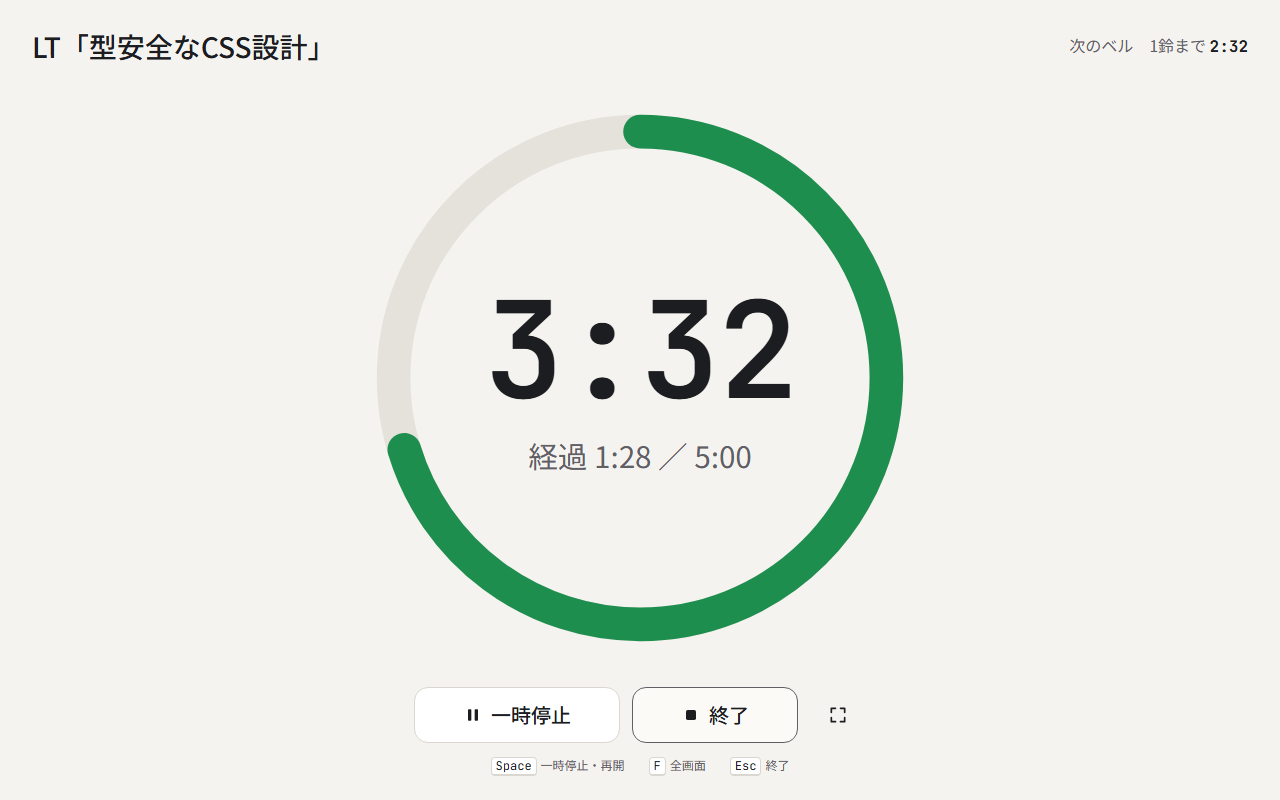 LT「型安全なCSS設計」
次のベル 1鈴まで 2:32
3:32
経過 1:28 ／ 5:00
一時停止
終了
Space 一時停止・再開 F 全画面 Esc 終了